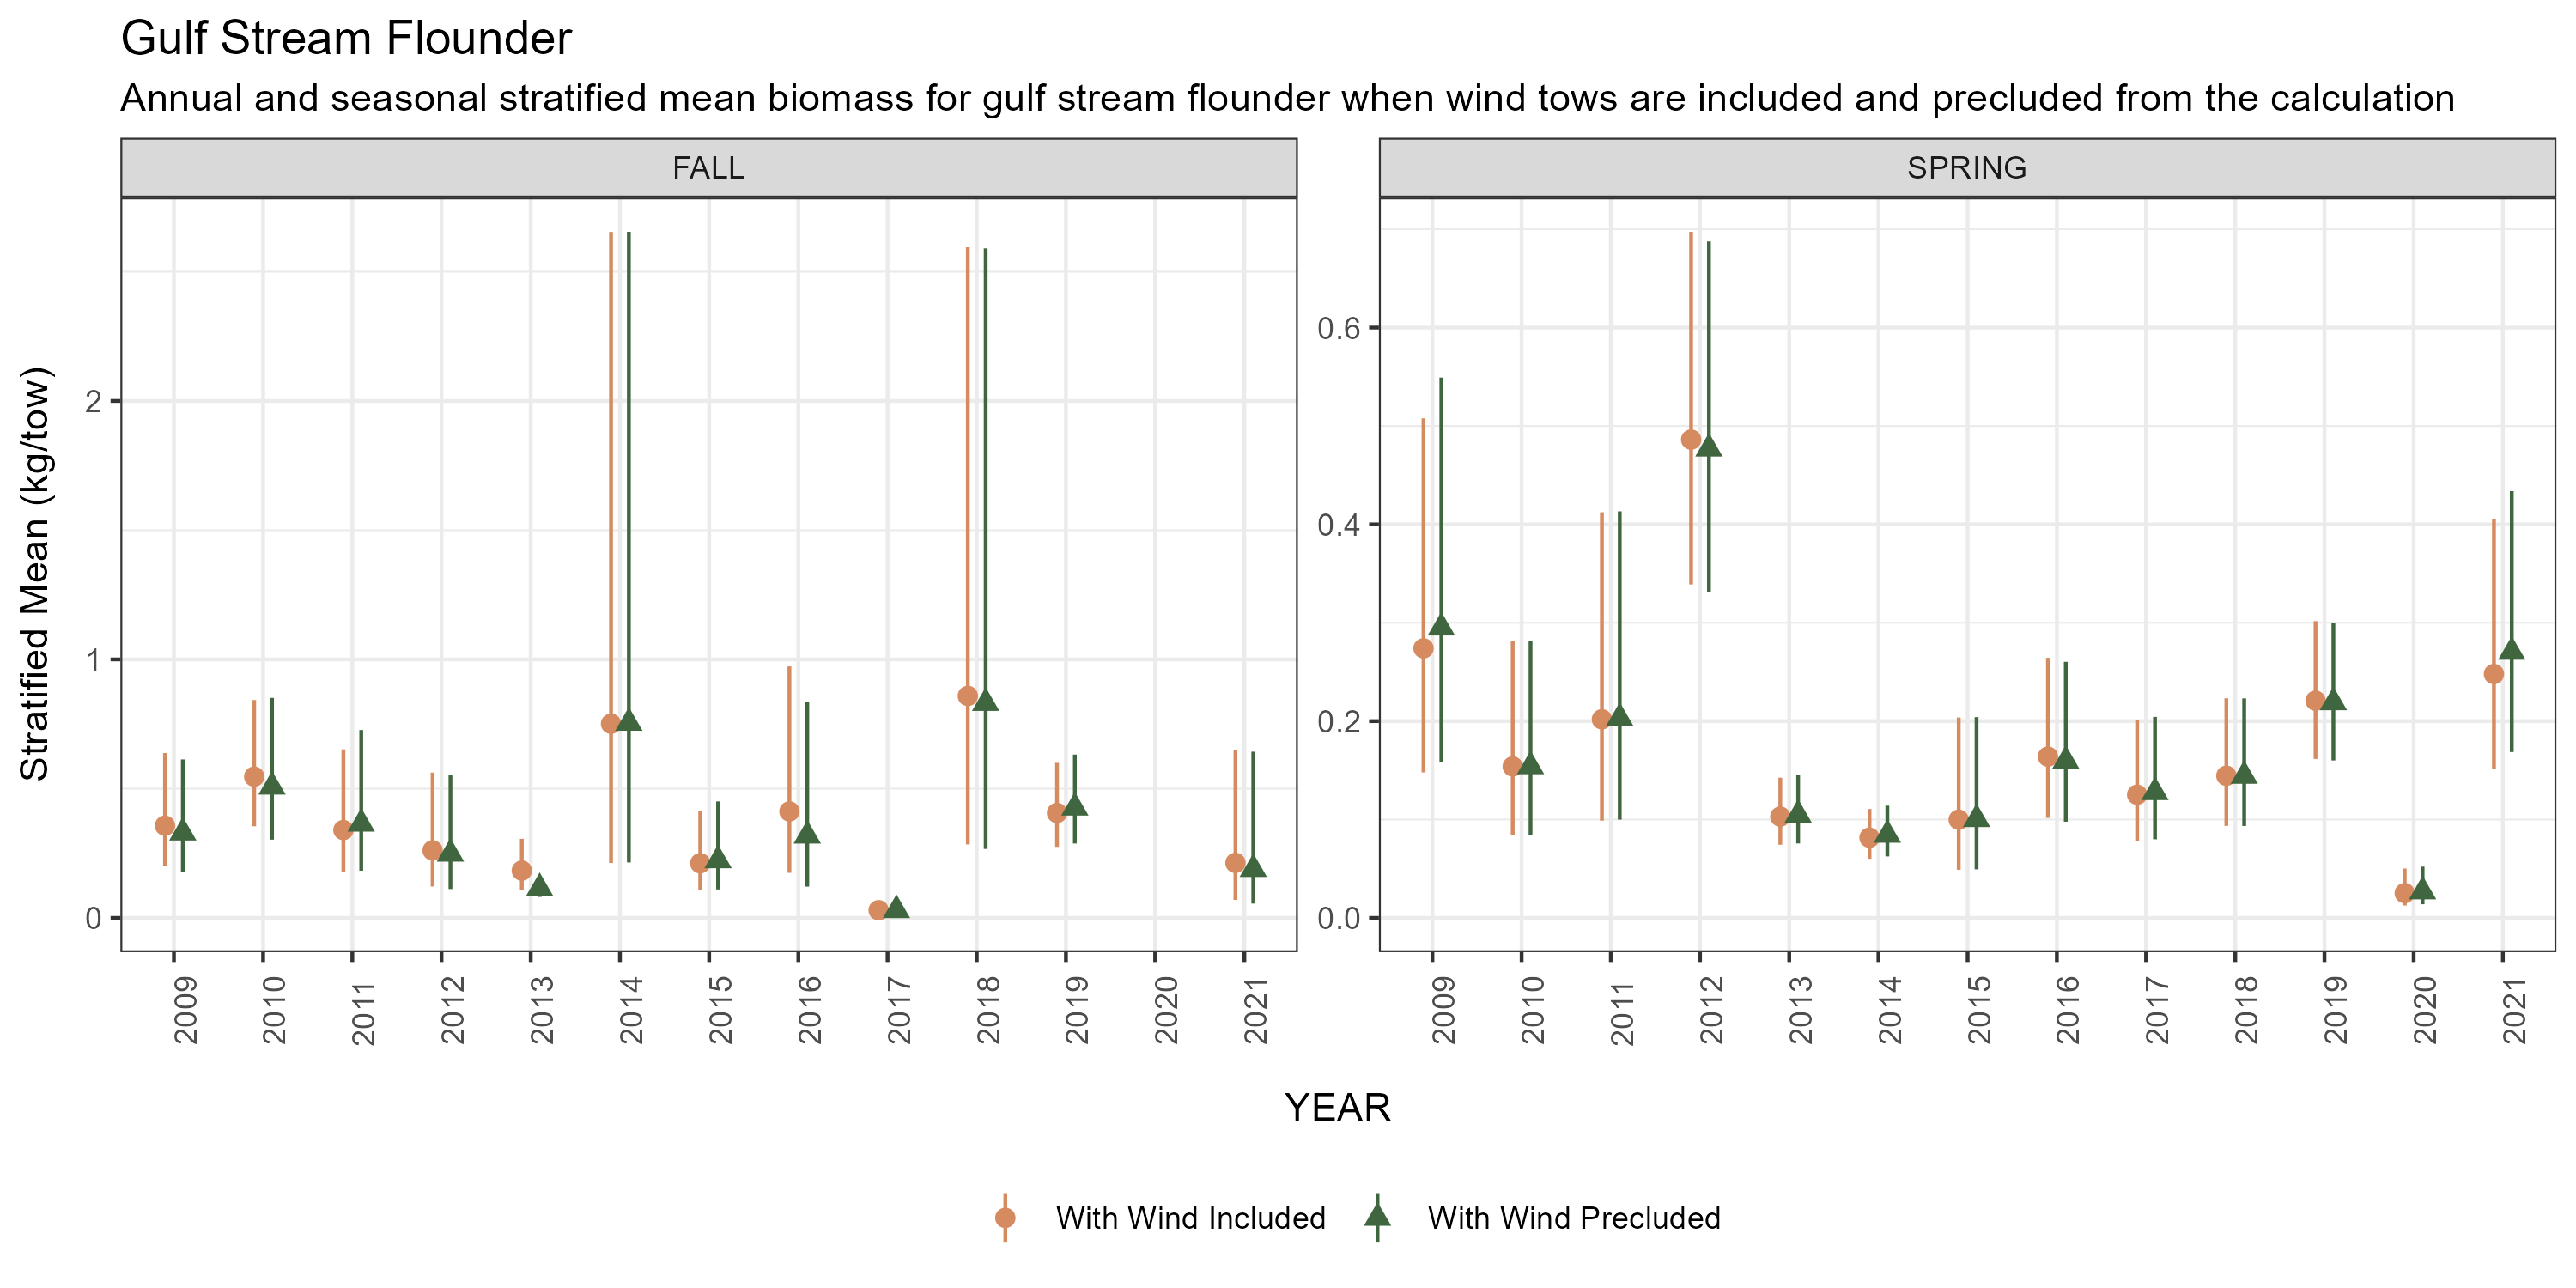 Gulf Stream Flounder
Annual and seasonal stratified mean biomass for gulf stream flounder when wind tows are included and precluded from the calculation
FALL
SPRING
Stratified Mean (kg/tow)
2
1
0
0.6
0.4
0.2
0.0
2009 2010 2011 2012 2013 2014 2015 2016 2017 2018 2019 2020 2021
2009 2010 2011 2012 2013 2014 2015 2016 2017 2018 2019 2020 2021
YEAR
With Wind Included With Wind Precluded